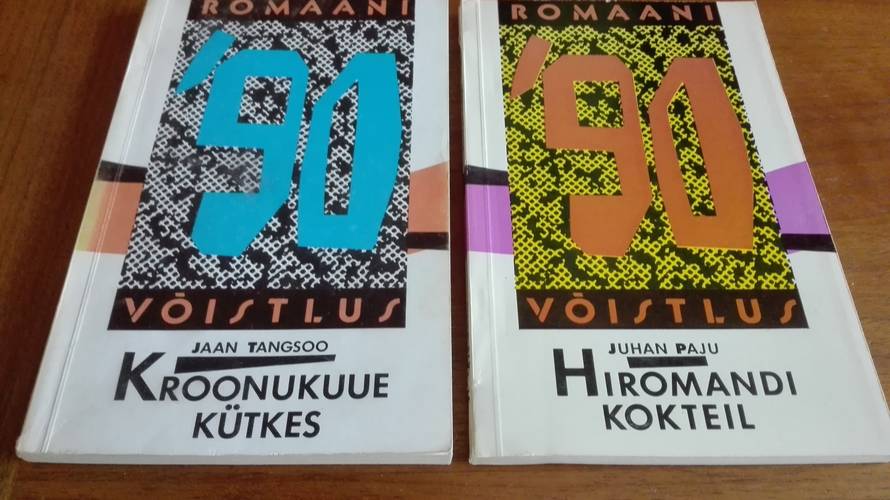 ROMAANI
'90
VÕISTLUS
JAAN TANGSOO
KROONUKUUE
KÜTKES
ROMAANI
'90
VÕISTLUS
JUHAN PAJU
HIROMANDI
KOKTEIL